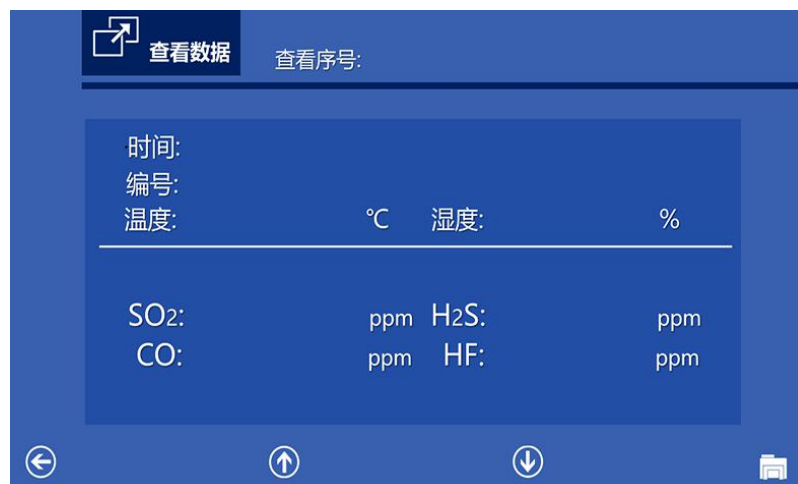 查看数据 查看序号:
时间:
编号:
温度: ℃ 湿度: %
SO2: ppm H2S: ppm
CO: ppm HF: ppm